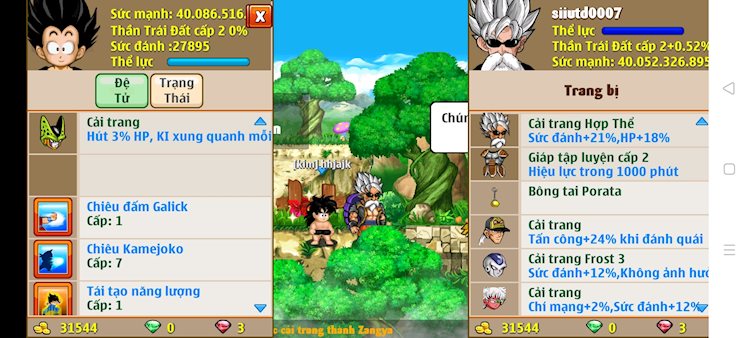 Sức mạnh: 40.086.516.
Thần Trái Đất cấp 2 0%
Sức đánh :27895
Thể lực
X
Đệ
Tử
Trạng
Thái
Cải trang
Hút 3% HP, KI xung quanh mỗi
Chiêu đấm Galick
Cấp: 1
Chiêu Kamejoko
Cấp: 7
Tái tạo năng lượng
Cấp: 1
31544
0
3
Chún
c cải trang thành Zangya
siiutd0007
Thể lực
Thần Trái Đất cấp 2+0.52%
Sức mạnh: 40.052.326.895
Trang bị
Cải trang Hợp Thể
Sức đánh+21%,HP+18%
Giáp tập luyện cấp 2
Hiệu lực trong 1000 phút
Bông tai Porata
Cải trang
Tấn công+24% khi đánh quái
Cải trang Frost 3
Sức đánh+12%,Không ảnh hưở
Cải trang
Chí mạng+2%,Sức đánh+12%
31544
0
3